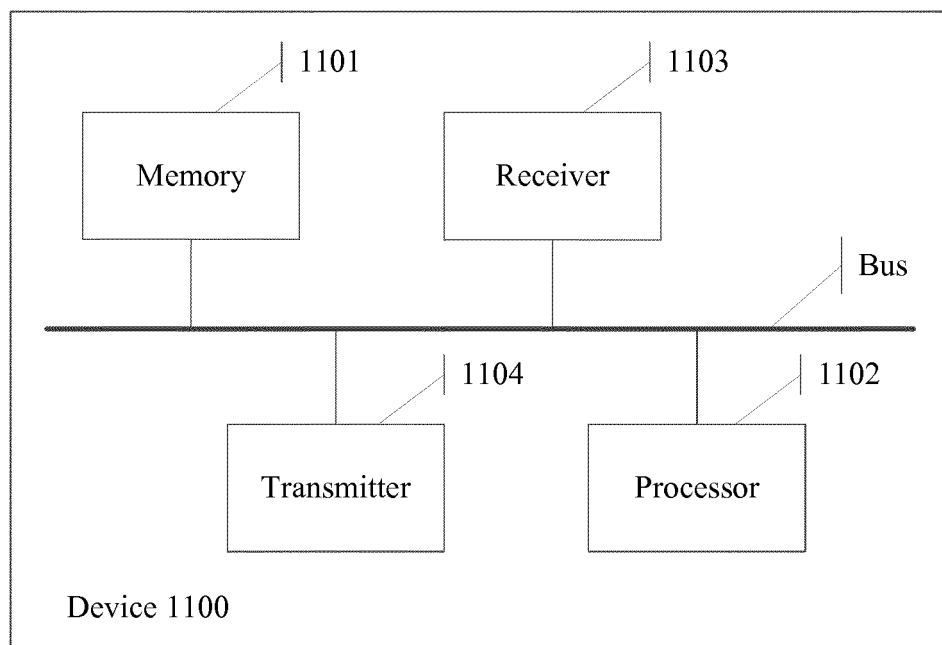 1101
1103
Memory
Receiver
Bus
1104
1102
Transmitter
Processor
Device 1100